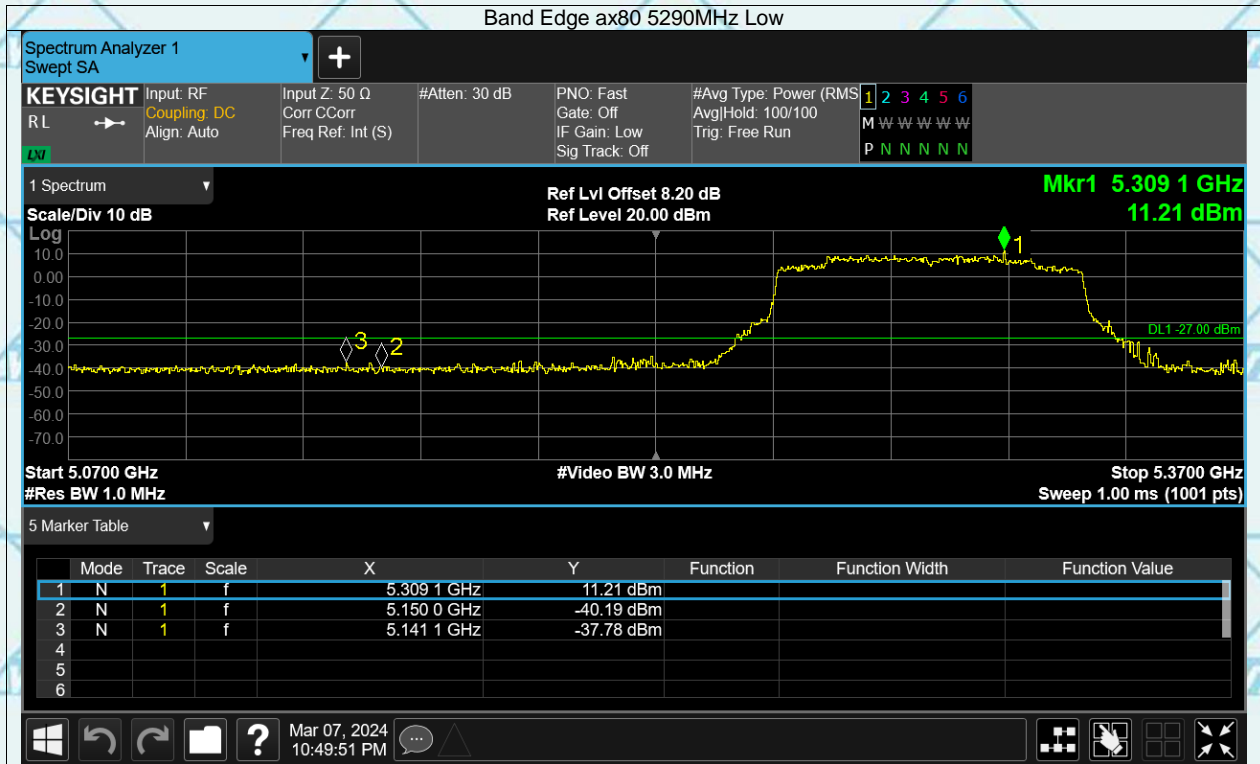 Band Edge ax80 5290MHz Low
Spectrum Analyzer 1
Swept SA
KEYSIGHT
RL
LXI
Input: RF
Coupling: DC
Align: Auto
Input Z: 50 Ω
Corr CCorr
Freq Ref: Int (S)
#Atten: 30 dB
PNO: Fast
Gate: Off
IF Gain: Low
Sig Track: Off
#Avg Type: Power (RMS
Avg|Hold: 100/100
Trig: Free Run
1 2 3 4 5 6
M W W W W W
P N N N N N
1 Spectrum
Scale/Div 10 dB
Ref Lvl Offset 8.20 dB
Ref Level 20.00 dBm
Mkr1 5.309 1 GHz
11.21 dBm
Log
10.0
0.00
-10.0
-20.0
-30.0
-40.0
-50.0
-60.0
-70.0
1
3
2
DL1 -27.00 dBm
Start 5.0700 GHz
#Video BW 3.0 MHz
Stop 5.3700 GHz
#Res BW 1.0 MHz
Sweep 1.00 ms (1001 pts)
5 Marker Table
Mode Trace Scale X Y Function Function Width Function Value
1 N 1 f 5.309 1 GHz 11.21 dBm
2 N 1 f 5.150 0 GHz -40.19 dBm
3 N 1 f 5.141 1 GHz -37.78 dBm
4
5
6
?
Mar 07, 2024
10:49:51 PM